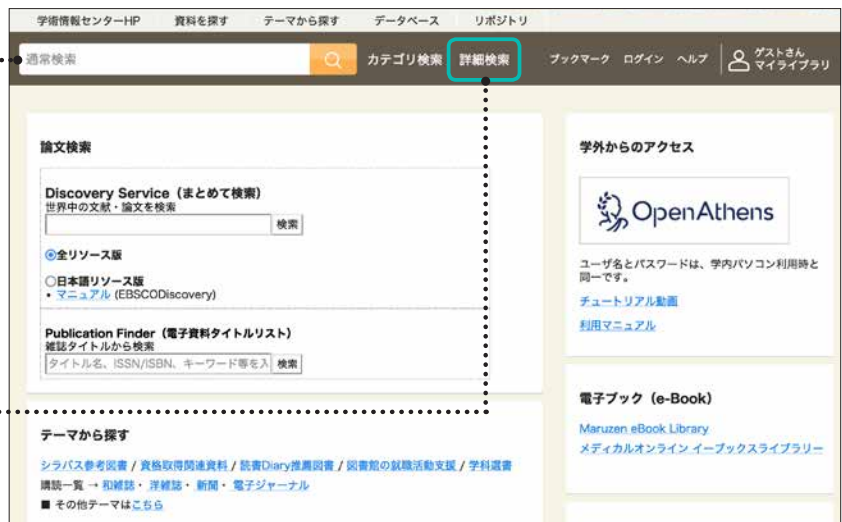 学術情報センターHP 資料を探す テーマから探す データベース リポジトリ
通常検索 カテゴリ検索 詳細検索 ブックマーク ログイン ヘルプ ゲストさん
マイライブラリ
論文検索
Discovery Service（まとめて検索）
世界中の文献・論文を検索
検索
全リソース版
日本語リソース版
• マニュアル (EBSCODiscovery)
Publication Finder（電子資料タイトルリスト）
雑誌タイトルから検索
タイトル名、ISSN/ISBN、キーワード等を入 検索
テーマから探す
シラバス参考図書 / 資格取得関連資料 / 読書Diary推薦図書 / 図書館の就職活動支援 / 学科選書
購読一覧 → 和雑誌・ 洋雑誌・ 新聞・ 電子ジャーナル
■ その他テーマはこちら
学外からのアクセス
OpenAthens
ユーザ名とパスワードは、学内パソコン利用時と
同一です。
チュートリアル動画
利用マニュアル
電子ブック（e-Book）
Maruzen eBook Library
メディカルオンライン イーブックスライブラリー